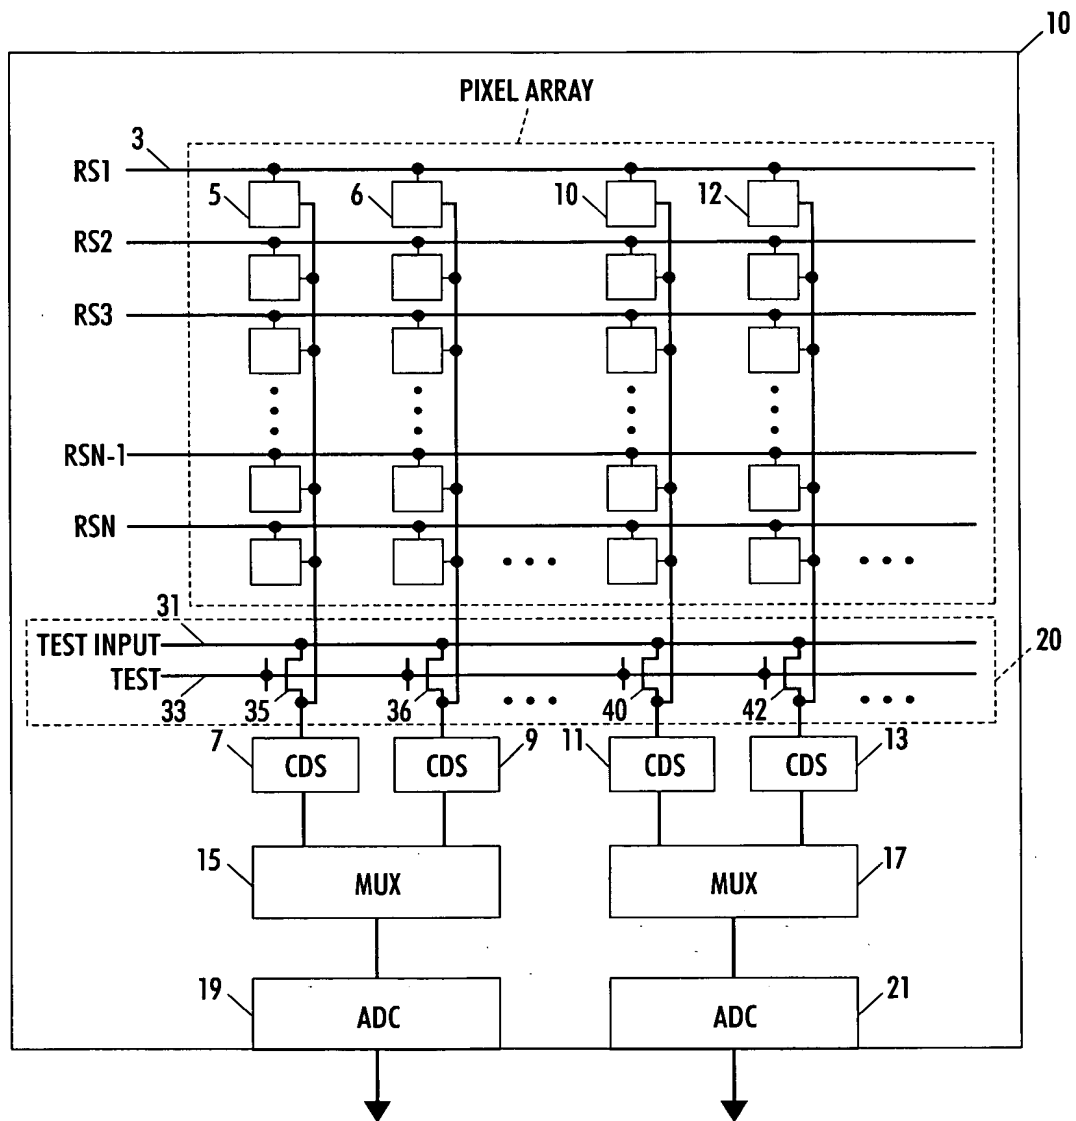 10
PIXEL ARRAY
3
RS1
5
6
10
12
RS2
RS3
RSN-1
RSN
31
TEST INPUT
20
TEST
33
35
36
40
42
7
9
11
13
CDS
CDS
CDS
CDS
15
17
MUX
MUX
19
21
ADC
ADC